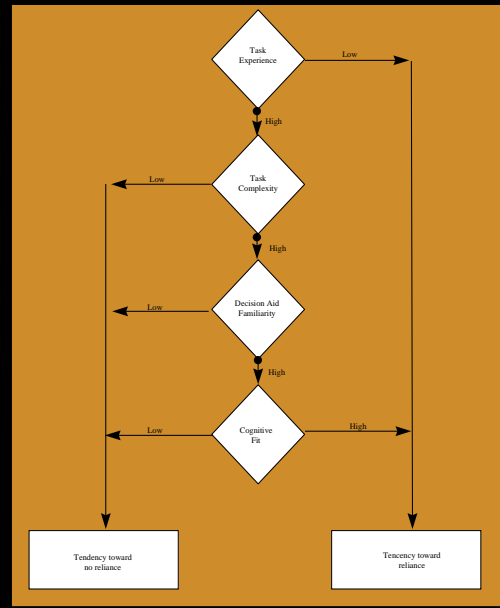 Task
Experience
Low
High
Task
Complexity
Low
High
Decision Aid
Familiarity
Low
High
Cognitive
Fit
Low
High
Tendency toward
no reliance
Tencency toward
reliance